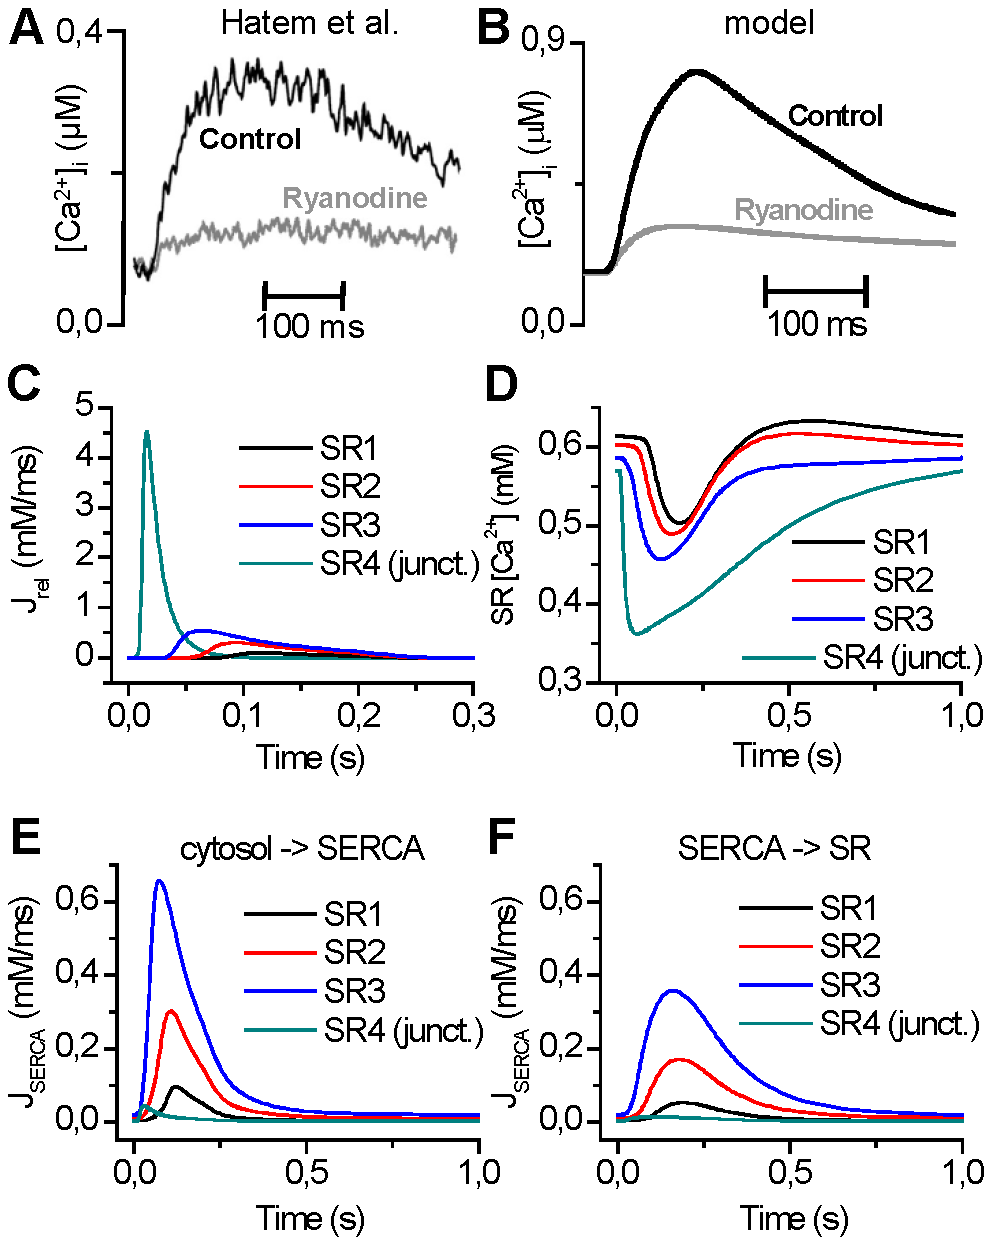 A
Hatem et al.
0,4
[Ca2+]i (μM)
Control
Ryanodine
0,0
100 ms
B
model
0,9
[Ca2+]i (μM)
Control
Ryanodine
0,0
100 ms
C
5
4
3
2
1
0
Jrel (mM/ms)
SR1
SR2
SR3
SR4 (junct.)
0,0
0,1
0,2
0,3
Time (s)
D
0,6
0,5
0,4
0,3
SR [Ca2+] (mM)
SR1
SR2
SR3
SR4 (junct.)
0,0
0,5
1,0
Time (s)
E
cytosol -> SERCA
0,6
0,4
0,2
0,0
JSERCA (mM/ms)
SR1
SR2
SR3
SR4 (junct.)
0,0
0,5
1,0
Time (s)
F
SERCA -> SR
0,6
0,4
0,2
0,0
JSERCA (mM/ms)
SR1
SR2
SR3
SR4 (junct.)
0,0
0,5
1,0
Time (s)